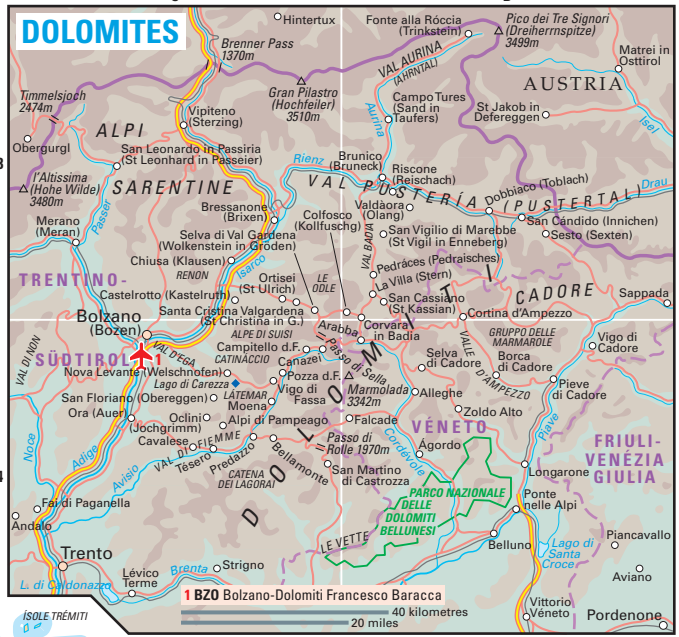 DOLOMITES
Hintertux
Fonte alla Róccia
(Trinkstein)
Pico dei Tre Signori
(Dreiherrnspitze)
3499m
Brenner Pass
1370m
VAL AURINA
(AHRNTAL)
Matrei in
Osttirol
Timmelsjoch
2474m
Gran Pilastro
(Hochfeiler)
3510m
AUSTRIA
Campo Tures
(Sand in
Taufers)
St Jakob in
Defereggen
Vipiteno
(Sterzing)
Aurina
Isel
ALPI
Obergurgl
San Leonardo in Passiria
(St Leonhard in Passeier)
Rienz
Brunico
(Bruneck)
Riscone
(Reischach)
3
l'Altissima
(Hohe Wilde)
3480m
SARENTINE
VAL PUSTERÍA (PUSTERTAL)
Dobbiaco (Toblach)
Drau
Passer
Bressanone
(Brixen)
Colfosco
(Kollfuschg)
Valdàora
(Olang)
San Cándido (Innichen)
Merano
(Meran)
Selva di Val Gardena
(Wolkenstein in Groden)
San Vigilio di Marebbe
(St Vigil in Enneberg)
Sesto (Sexten)
VAL BADIA
Chiusa (Klausen)
RENON
Isarco
Pedráces (Pedraisches)
La Villa (Stern)
TRENTINO-
SÜDTIROL
Ortisei
(St Ulrich)
LE
ODLE
CADORE
Castelrotto (Kastelruth)
San Cassiano
(St Kassian)
Sappada
Santa Cristina Valgardena
(St Christina in G.)
Cortina d'Ampezzo
Bolzano
(Bozen)
ALPE DI SUISI
Arabba
Corvara
in Badia
GRUPPO DELLE
MARMAROLE
Vigo di
Cadore
VAL DI NON
VAL D'EGA
Campitello d.F.
CATINÀCCIO
Canazei
Passo di
Sella
Selva di
Cadore
VALLE
D'AMPEZZO
Borca di
Cadore
1
Nova Levante (Welschnofen)
Lago di Carezza
Pozza d.F.
Marmolada
3342m
Pieve
di Cadore
San Floriano (Obereggen)
LÁTEMAR
Vigo di
Fassa
Alleghe
Moena
Ora (Auer)
Oclini
(Jochgrimm)
Alpi di Pampeagó
Falcade
Zoldo Alto
VÉNETO
Noce
Adige
Cavalese
VAL DI FIEMME
Passo di
Rolle 1970m
Cordévole
Piave
FRIULI-
VENÉZIA
GIULIA
Tésero
Predazzo
Ágordo
DOLOMITI
Avisio
CATENA
DEI LAGORAI
Bellamonte
San Martino
di Castrozza
Longarone
4
Fai di Paganella
PARCO NAZIONALE
DELLE
DOLOMITI
BELLUNESI
Ponte
nelle Alpi
Andalo
LE VETTE
Belluno
Piancavallo
Trento
Lago di
Santa
Croce
Brenta
Strigno
Aviano
L. di Caldonazzo
Lévico
Terme
1 BZO Bolzano-Dolomiti Francesco Baracca
40 kilometres
20 miles
Vittorio
Véneto
Pordenone
ÍSOLE TRÉMITI